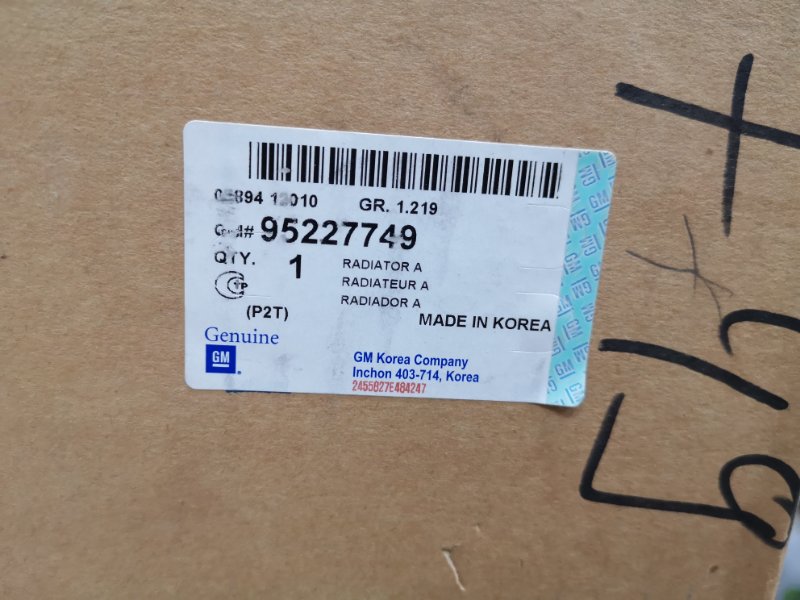 GR. 1.219
95227749
QTY. 1
RADIATOR A
RADIATEUR A
RADIADOR A
(P2T)
MADE IN KOREA
Genuine
GM
GM Korea Company
Inchon 403-714, Korea
2455827E484247